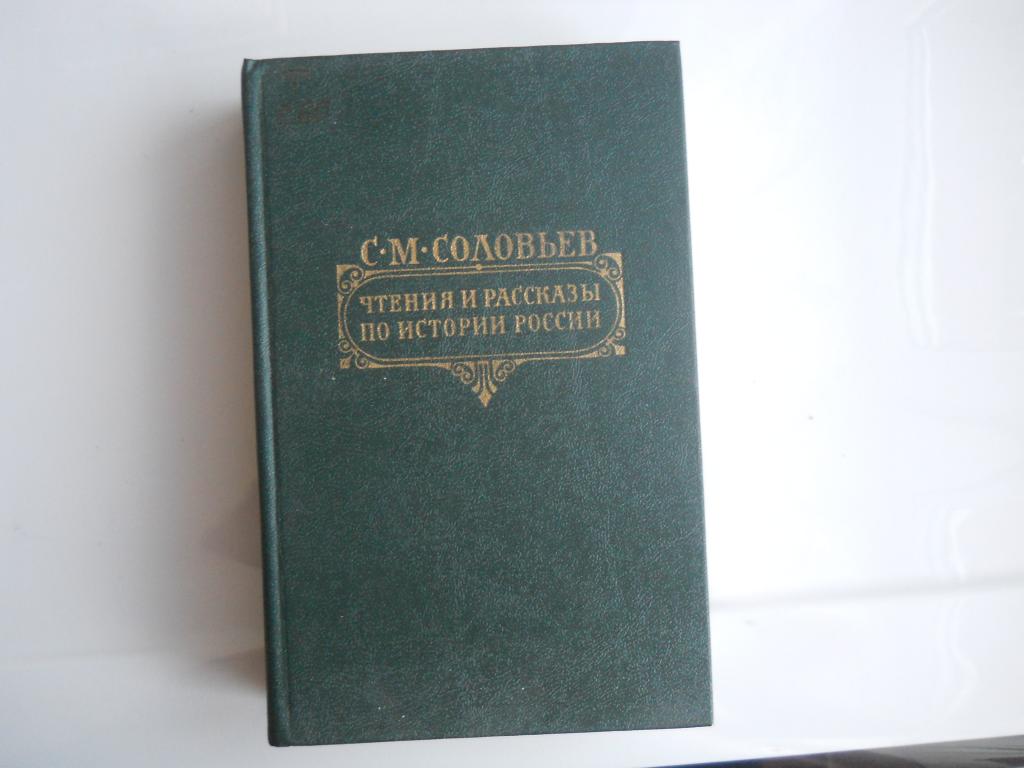 С·М·СОЛОВЬЕВ
ЧТЕНИЯ И РАССКАЗЫ
ПО ИСТОРИИ РОССИИ